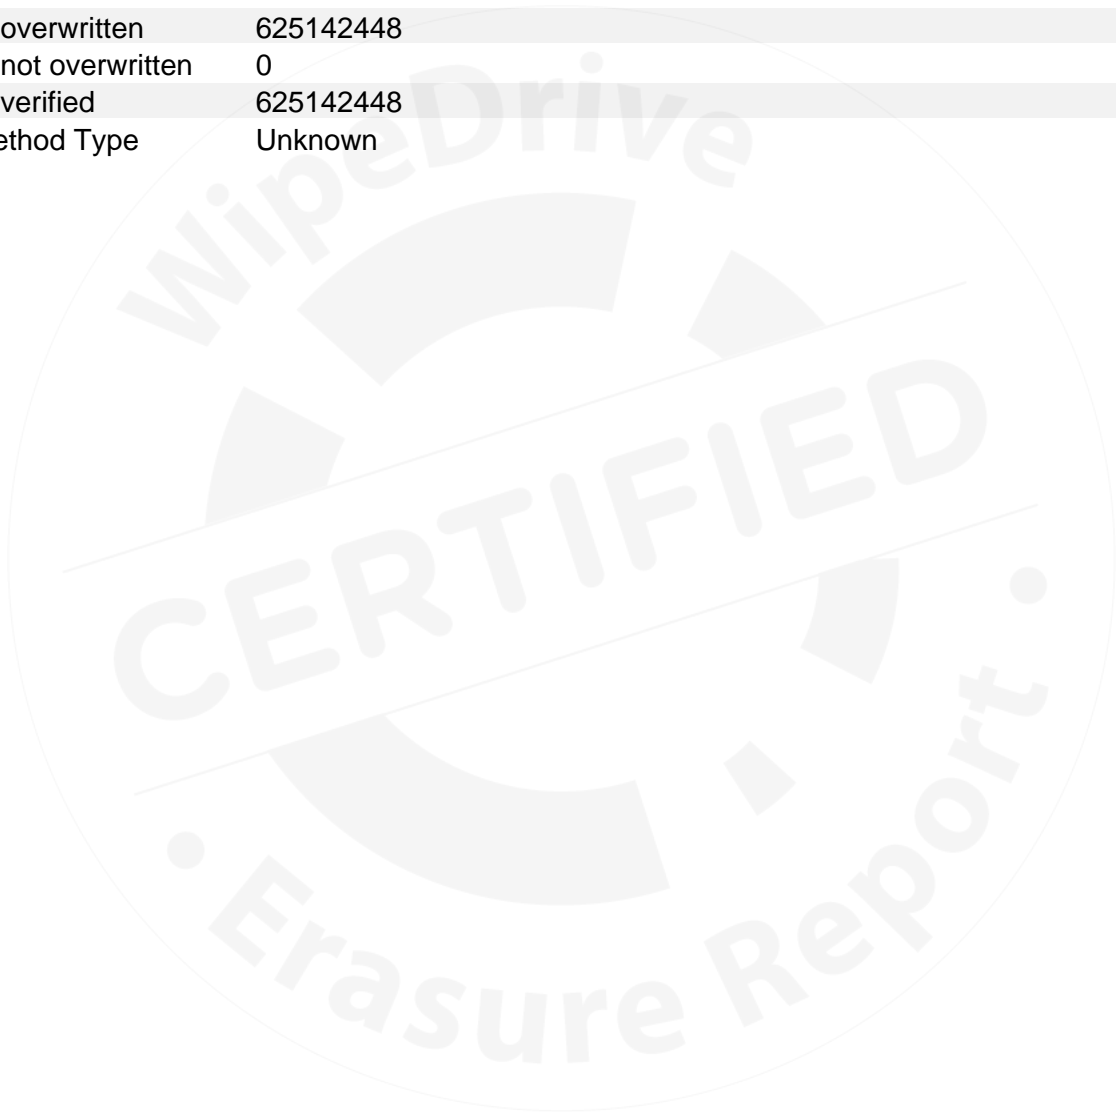 overwritten 625142448
not overwritten 0
verified 625142448
ethod Type Unknown
WipeDrive
CERTIFIED
• Erasure Report •